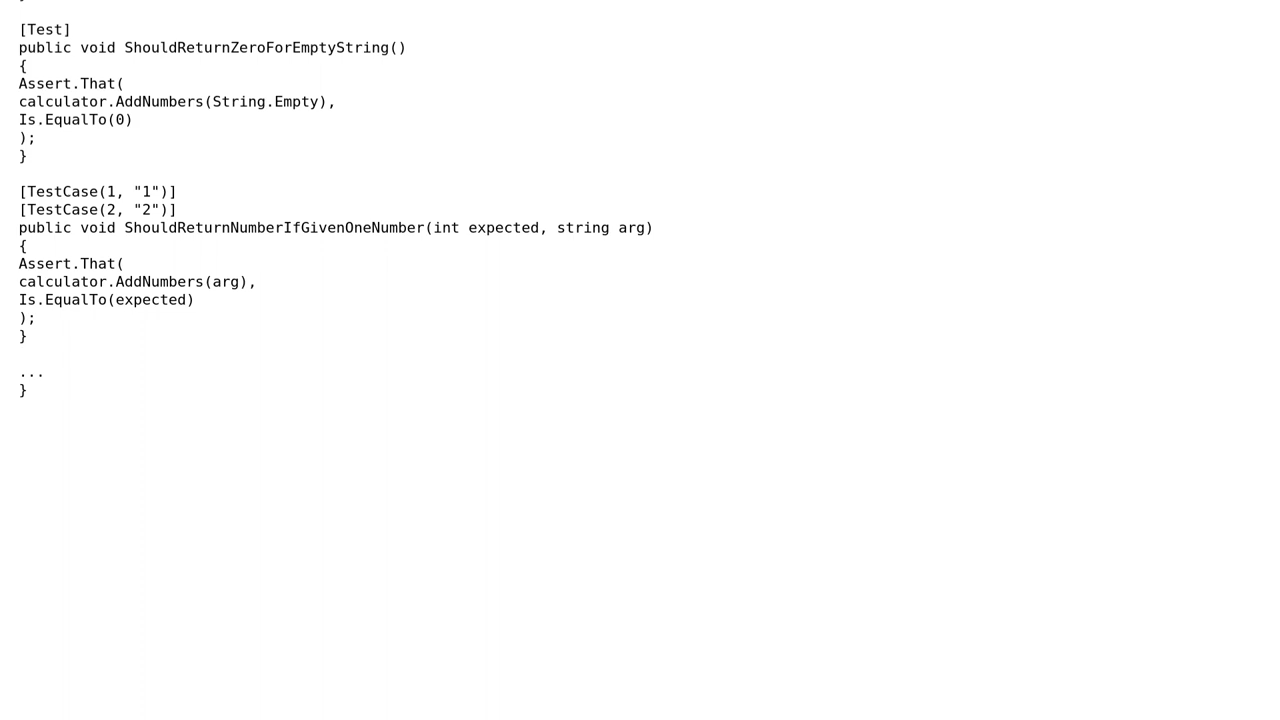 [Test]
public void ShouldReturnZeroForEmptyString()
{
Assert.That(
calculator.AddNumbers(String.Empty),
Is.EqualTo(0)
);
}
[TestCase(1, "1")]
[TestCase(2, "2")]
public void ShouldReturnNumberIfGivenOneNumber(int expected, string arg)
{
Assert.That(
calculator.AddNumbers(arg),
Is.EqualTo(expected)
);
}
...
}